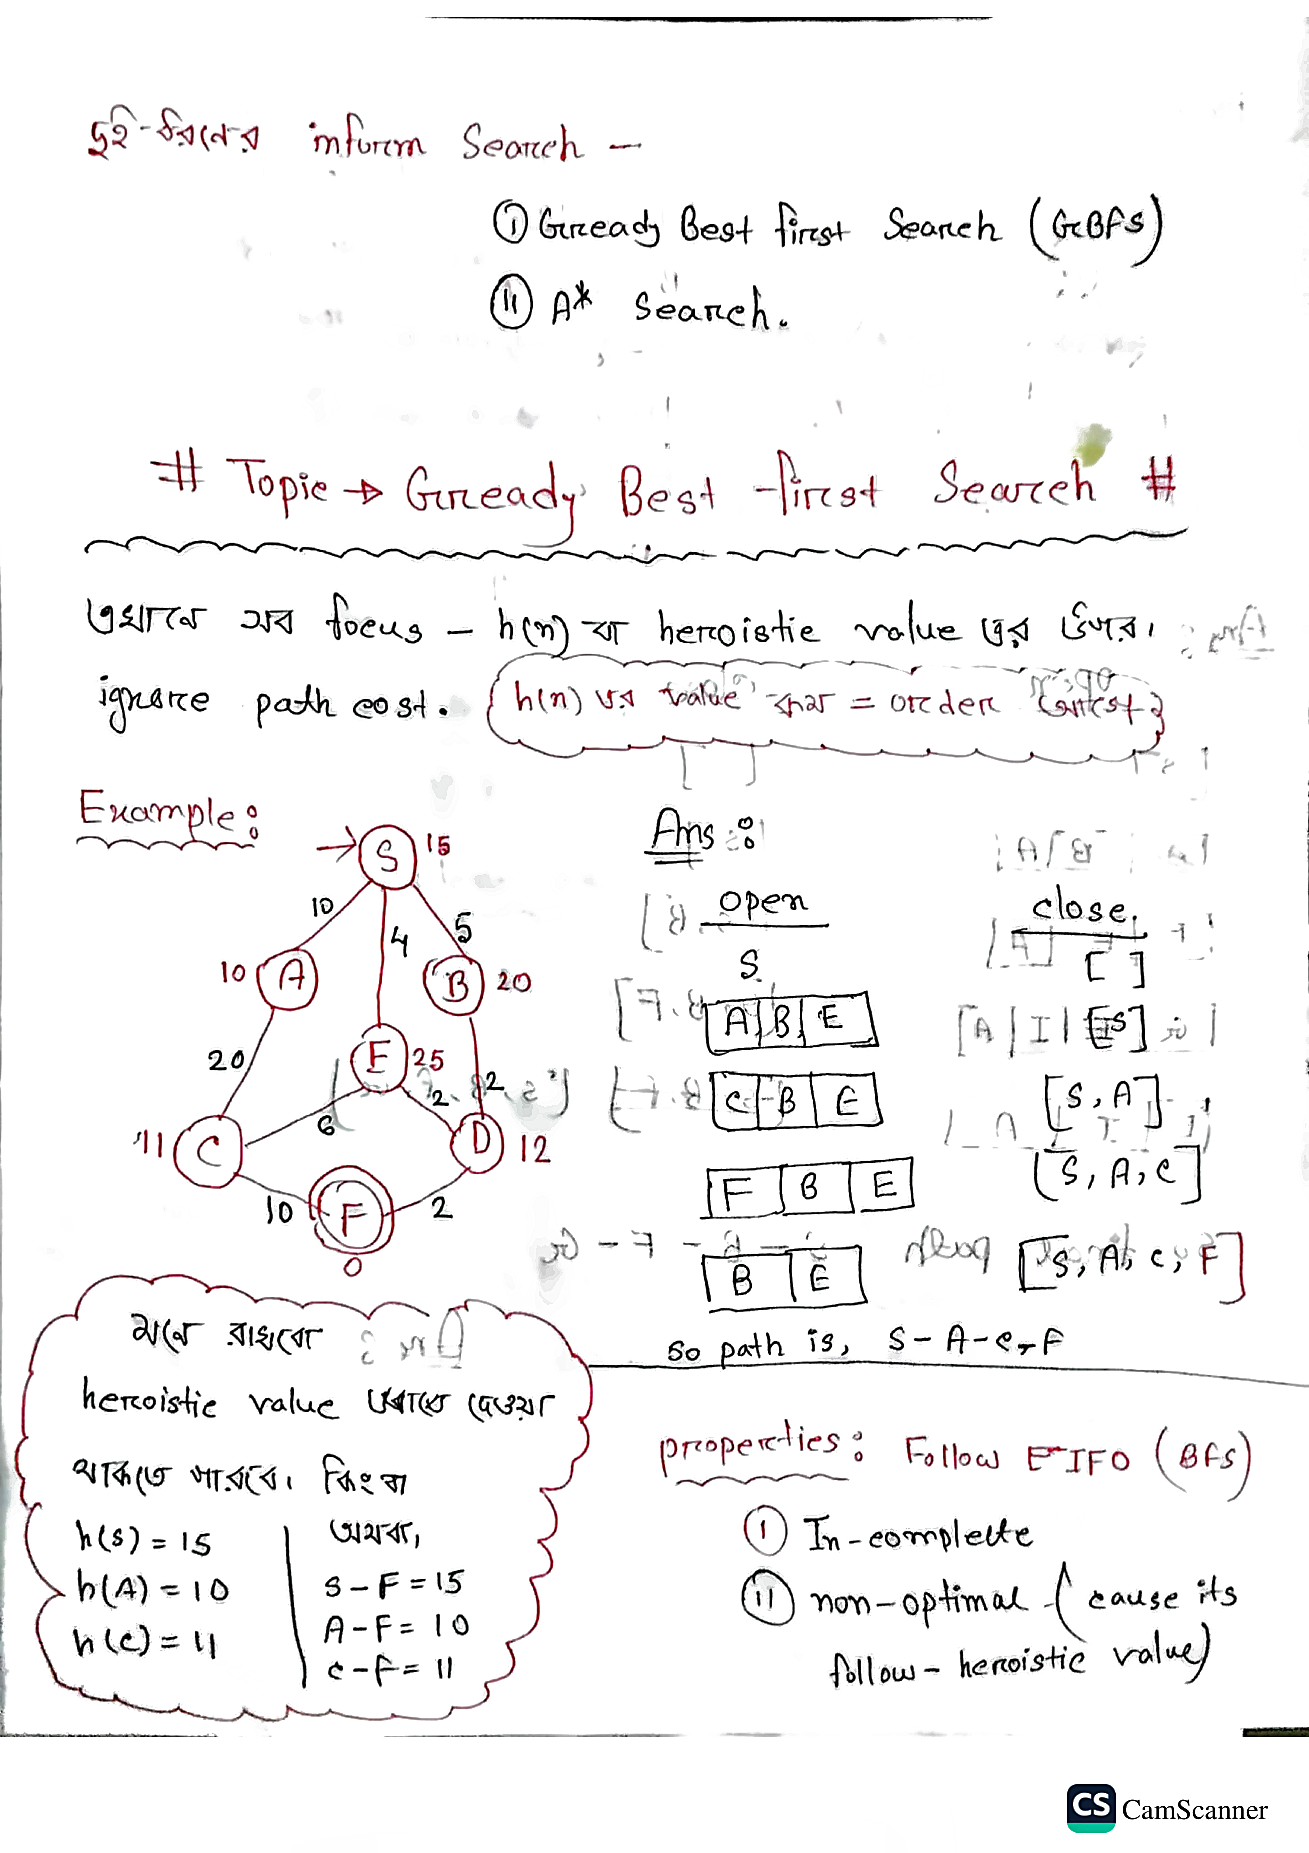 দুই-ধরনের inform Search —
(i) Gready Best first Search (GBFS)
(ii) A* Search.
# Topic → Gready Best-first Search #
এখানে সব focus – h(n) বা heroistic value এর উপর।
ignore path cost. {h(n) এর value কম = order
Example:
S 15
10
4
5
10 A
B 20
E 25
20
2
2
6
11 C
D 12
10
F
2
0
Ans:
open close.
S [ ]
A, B, E [S]
C B E [S, A]
F B E [S, A, C]
B E [S, A, C, F]
so path is, S - A - C - F
মনে রাখবো
heroistic value এভাবে দেওয়া
থাকতে পারবে। কিংবা
h(S) = 15
h(A) = 10
h(C) = 11
অথবা,
S - F = 15
A - F = 10
C - F = 11
properties: Follow FIFO (BFS)
(i) In-complete
(ii) non-optimal (cause its
follow - heroistic value)
CS CamScanner